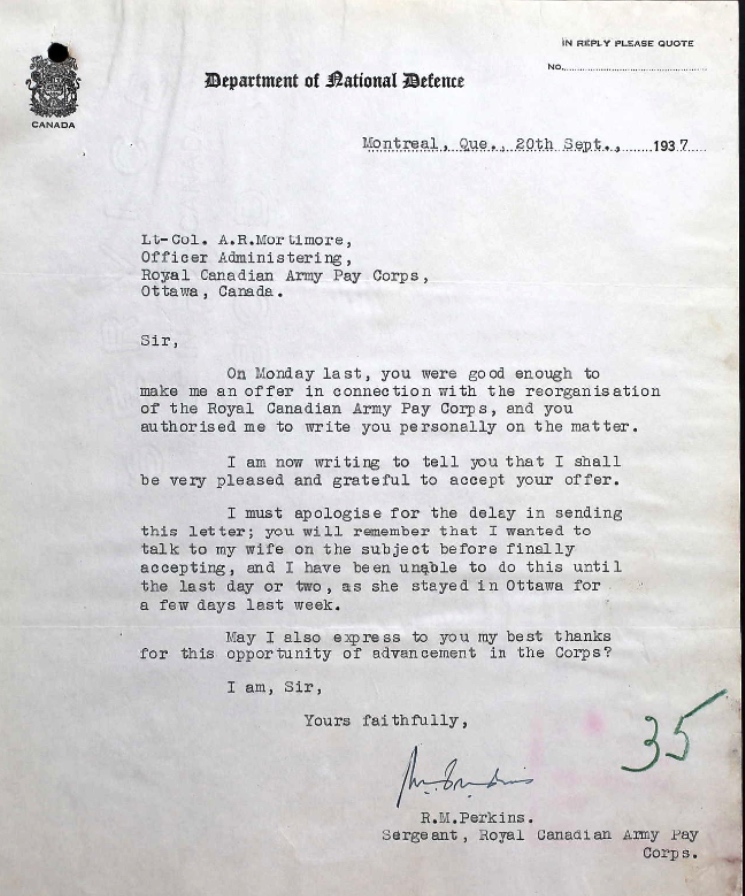 IN REPLY PLEASE QUOTE
No.
CANADA
Department of National Defence
Montreal, Que., 20th Sept., 1937
Lt-Col. A.R.Mortimore,
Officer Administering,
Royal Canadian Army Pay Corps,
Ottawa, Canada.
Sir,
On Monday last, you were good enough to
make me an offer in connection with the reorganisation
of the Royal Canadian Army Pay Corps, and you
authorised me to write you personally on the matter.
I am now writing to tell you that I shall
be very pleased and grateful to accept your offer.
I must apologise for the delay in sending
this letter; you will remember that I wanted to
talk to my wife on the subject before finally
accepting, and I have been unable to do this until
the last day or two, as she stayed in Ottawa for
a few days last week.
May I also express to you my best thanks
for this opportunity of advancement in the Corps?
I am, Sir,
Yours faithfully,
35
R.M.Perkins.
Sergeant, Royal Canadian Army Pay
Corps.